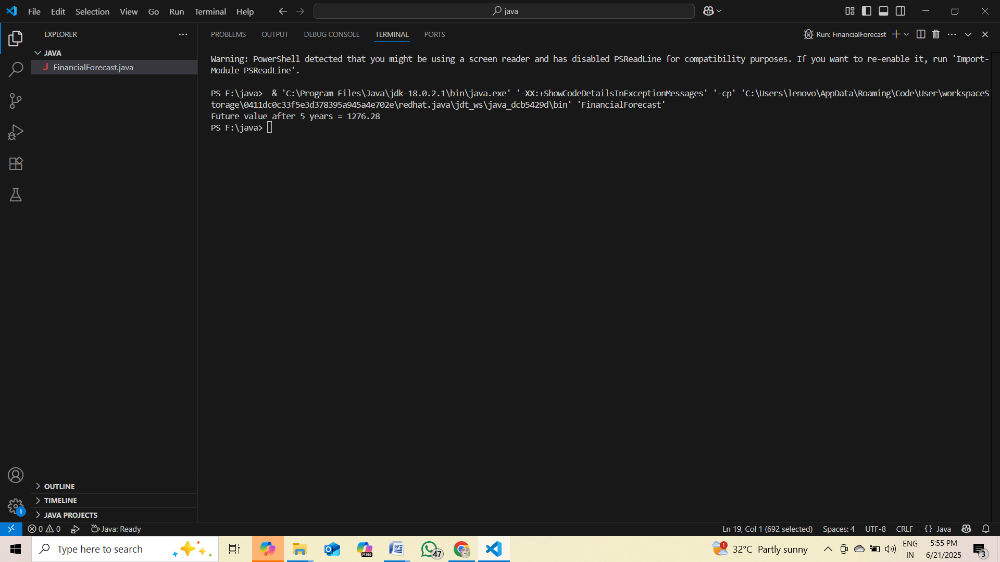 File Edit Selection View Go Run Terminal Help
java
EXPLORER
PROBLEMS OUTPUT DEBUG CONSOLE TERMINAL PORTS
Run: FinancialForecast
JAVA
J FinancialForecast.java
Warning: PowerShell detected that you might be using a screen reader and has disabled PSReadLine for compatibility purposes. If you want to re-enable it, run 'Import-
Module PSReadLine'.
PS F:\java>  & 'C:\Program Files\Java\jdk-18.0.2.1\bin\java.exe' '-XX:+ShowCodeDetailsInExceptionMessages' '-cp' 'C:\Users\lenovo\AppData\Roaming\Code\User\workspaceS
torage\0411dc0c33f5e3d378395a945a4e702e\redhat.java\jdt_ws\java_dcb5429d\bin' 'FinancialForecast'
Future value after 5 years = 1276.28
PS F:\java>
OUTLINE
TIMELINE
JAVA PROJECTS
1
0 0 Java: Ready
Ln 19, Col 1 (692 selected) Spaces: 4 UTF-8 CRLF {} Java
Type here to search
M365
47
1
32°C Partly sunny
ENG
IN
5:55 PM
6/21/2025
3